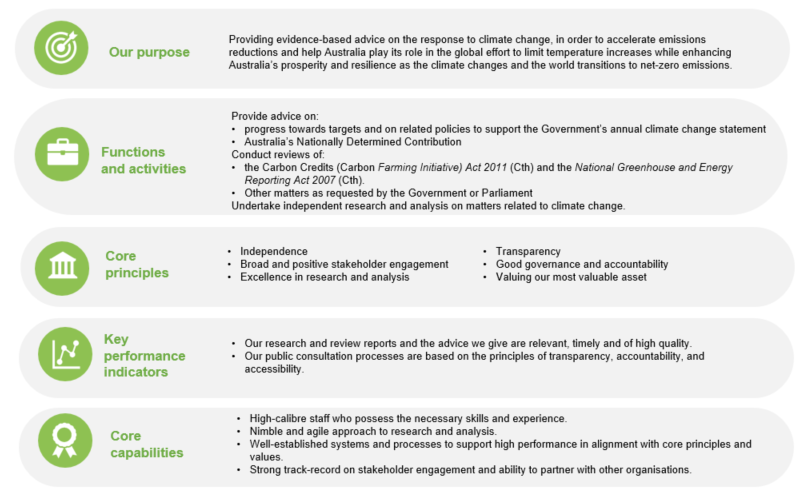 Our purpose
Providing evidence-based advice on the response to climate change, in order to accelerate emissions
reductions and help Australia play its role in the global effort to limit temperature increases while enhancing
Australia's prosperity and resilience as the climate changes and the world transitions to net-zero emissions.
Functions
and activities
Provide advice on:
• progress towards targets and on related policies to support the Government's annual climate change statement
• Australia's Nationally Determined Contribution
Conduct reviews of:
• the Carbon Credits (Carbon Farming Initiative) Act 2011 (Cth) and the National Greenhouse and Energy
Reporting Act 2007 (Cth).
• Other matters as requested by the Government or Parliament
Undertake independent research and analysis on matters related to climate change.
Core
principles
• Independence
• Broad and positive stakeholder engagement
• Excellence in research and analysis
• Transparency
• Good governance and accountability
• Valuing our most valuable asset
Key
performance
indicators
• Our research and review reports and the advice we give are relevant, timely and of high quality.
• Our public consultation processes are based on the principles of transparency, accountability, and
accessibility.
Core
capabilities
• High-calibre staff who possess the necessary skills and experience.
• Nimble and agile approach to research and analysis.
• Well-established systems and processes to support high performance in alignment with core principles and
values.
• Strong track-record on stakeholder engagement and ability to partner with other organisations.